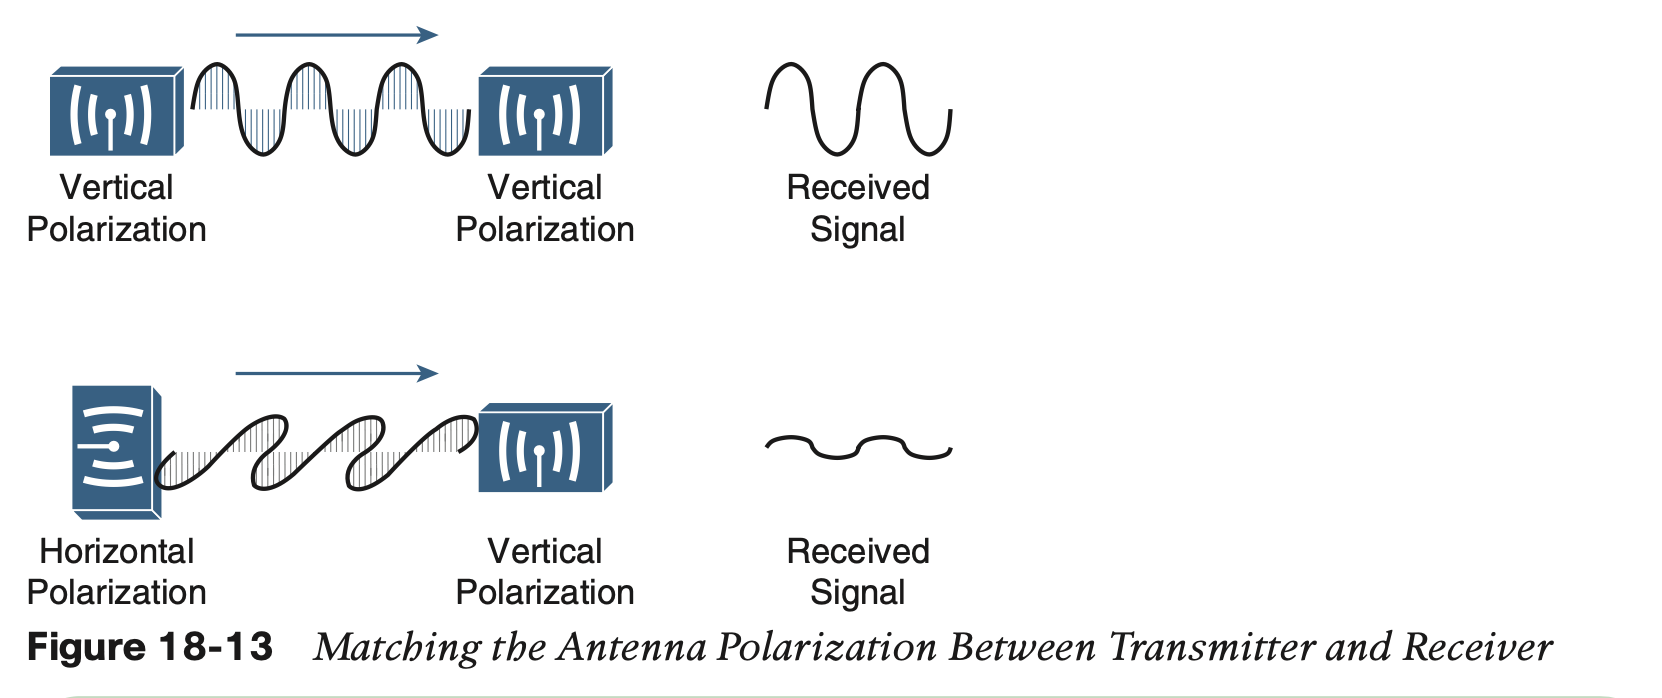 Vertical
Polarization
Vertical
Polarization
Received
Signal
Horizontal
Polarization
Vertical
Polarization
Received
Signal
Figure 18-13 Matching the Antenna Polarization Between Transmitter and Receiver